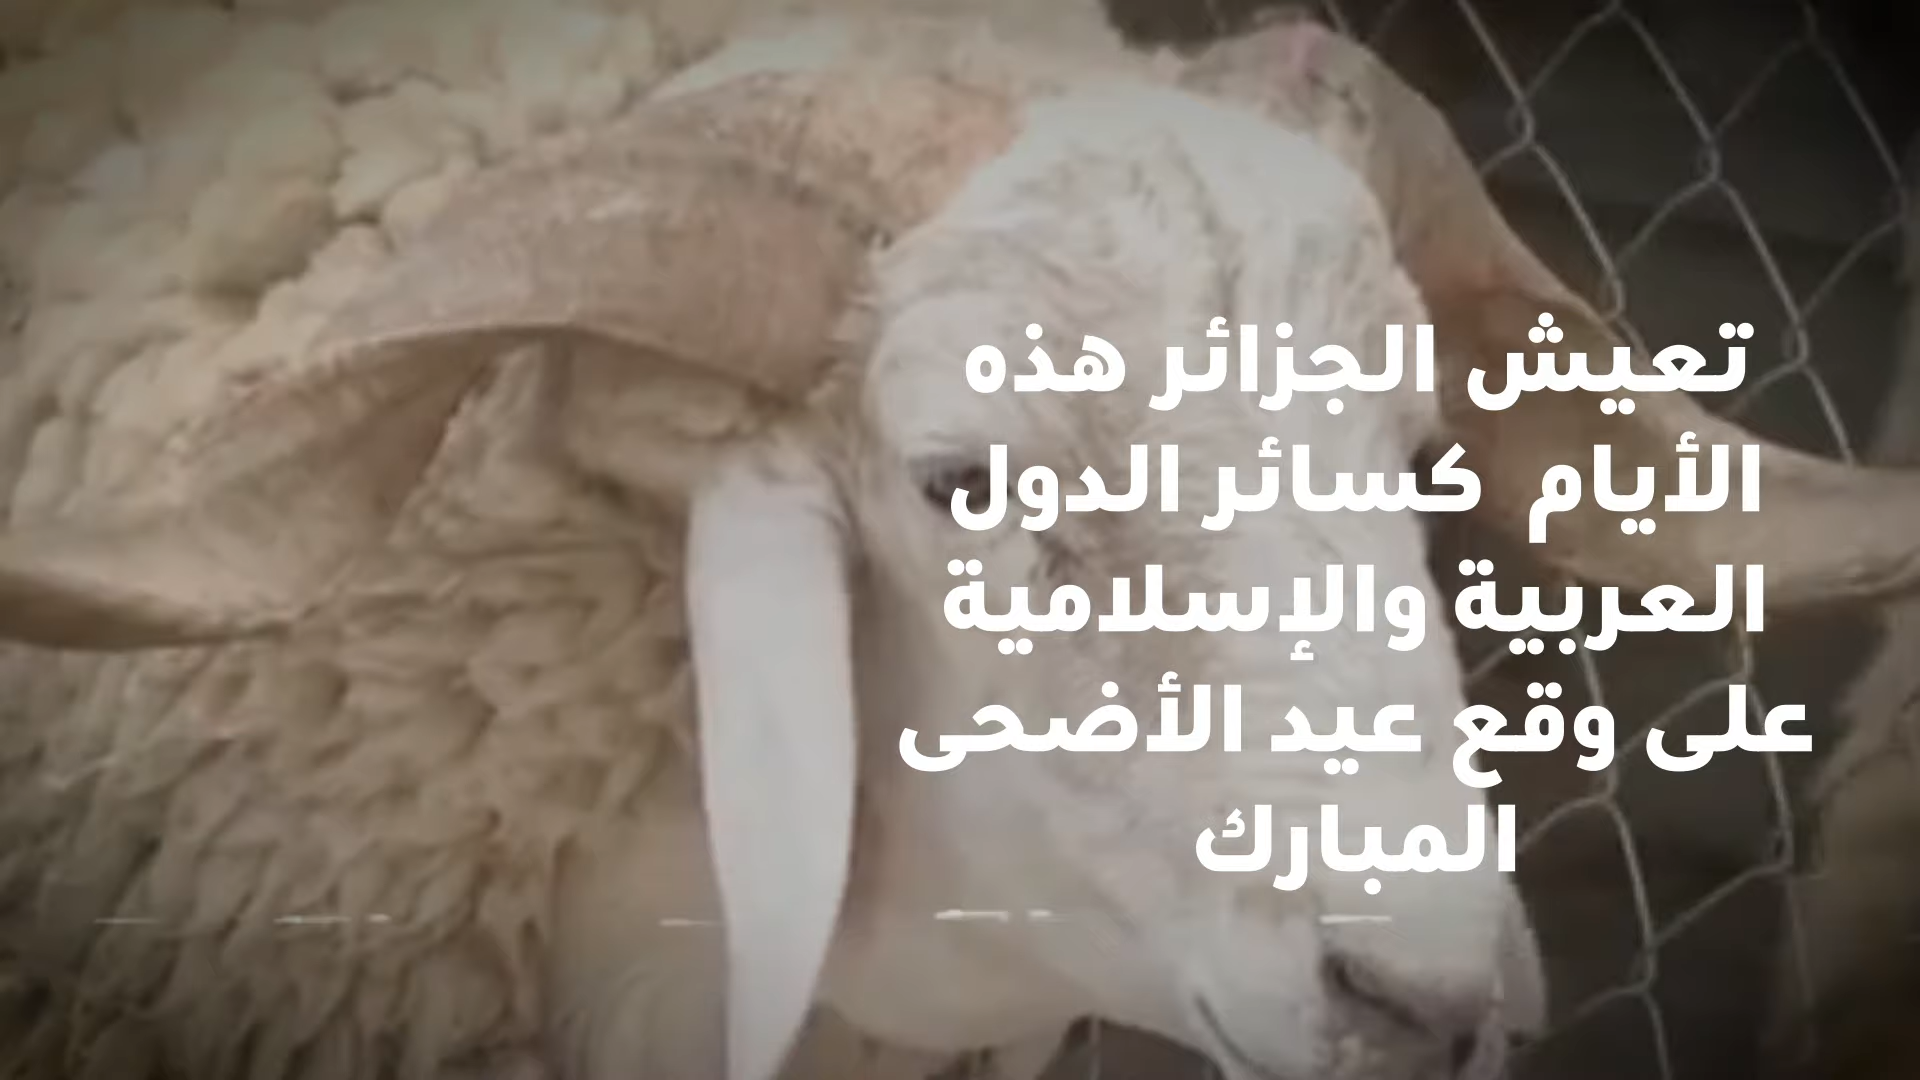 تعيش الجزائر هذه
الأيام كسائر الدول
العربية والإسلامية
على وقع عيد الأضحى
المبارك